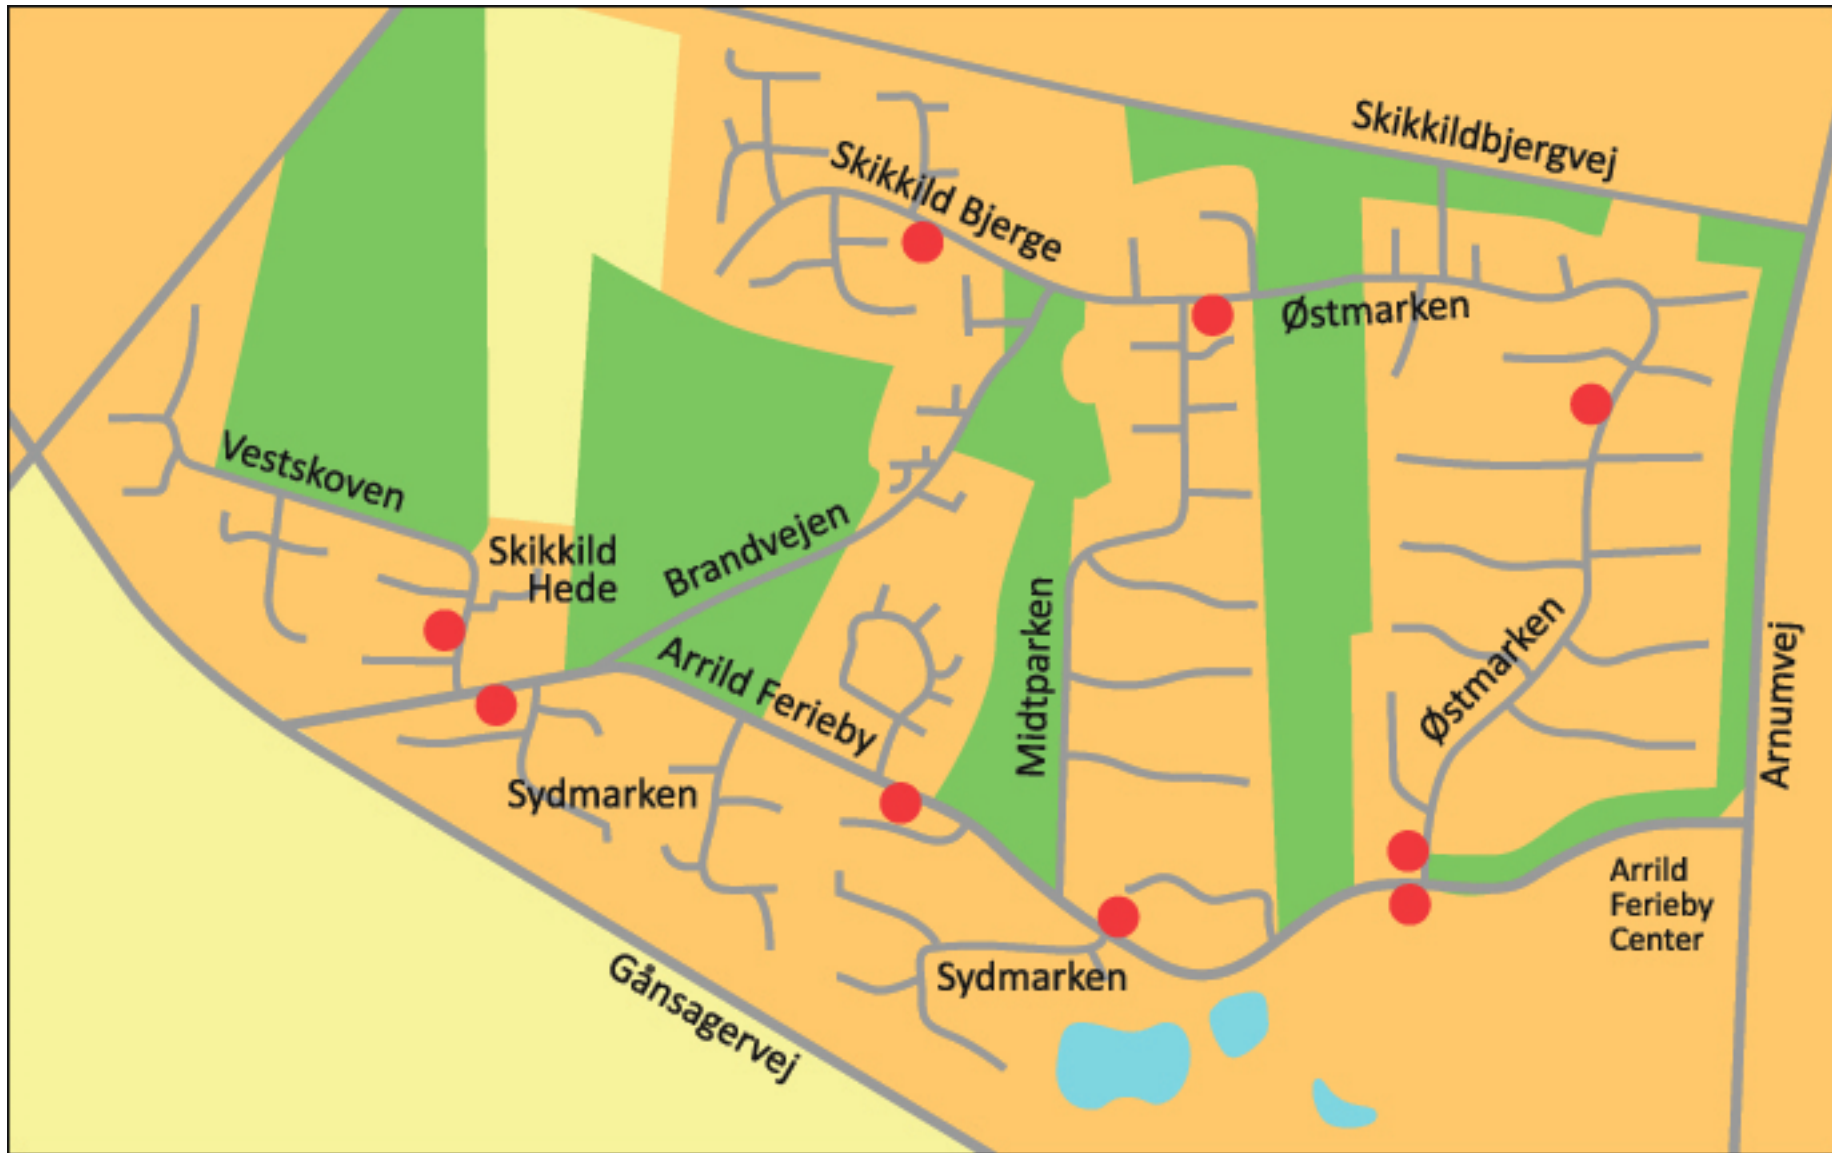 Skikkildbjergvej
Skikkild Bjerge
Østmarken
Vestskoven
Skikkild
Hede
Brandvejen
Arrild Ferieby
Midtparken
Østmarken
Arnumvej
Sydmarken
Arrild
Ferieby
Center
Sydmarken
Gånsagervej